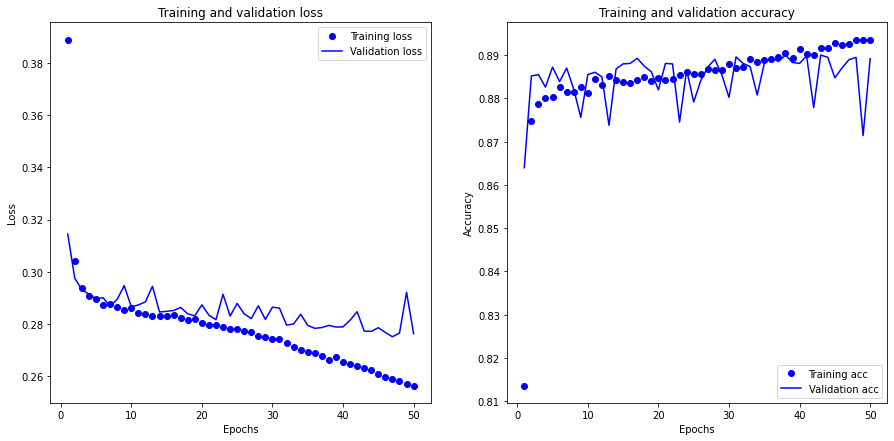 Training and validation loss
Training loss
Validation loss
0.38
0.36
0.34
0.32
0.30
0.28
0.26
Loss
0
10
20
30
40
50
Epochs
Training and validation accuracy
0.89
0.88
0.87
0.86
0.85
0.84
0.83
0.82
0.81
Accuracy
Training acc
Validation acc
0
10
20
30
40
50
Epochs